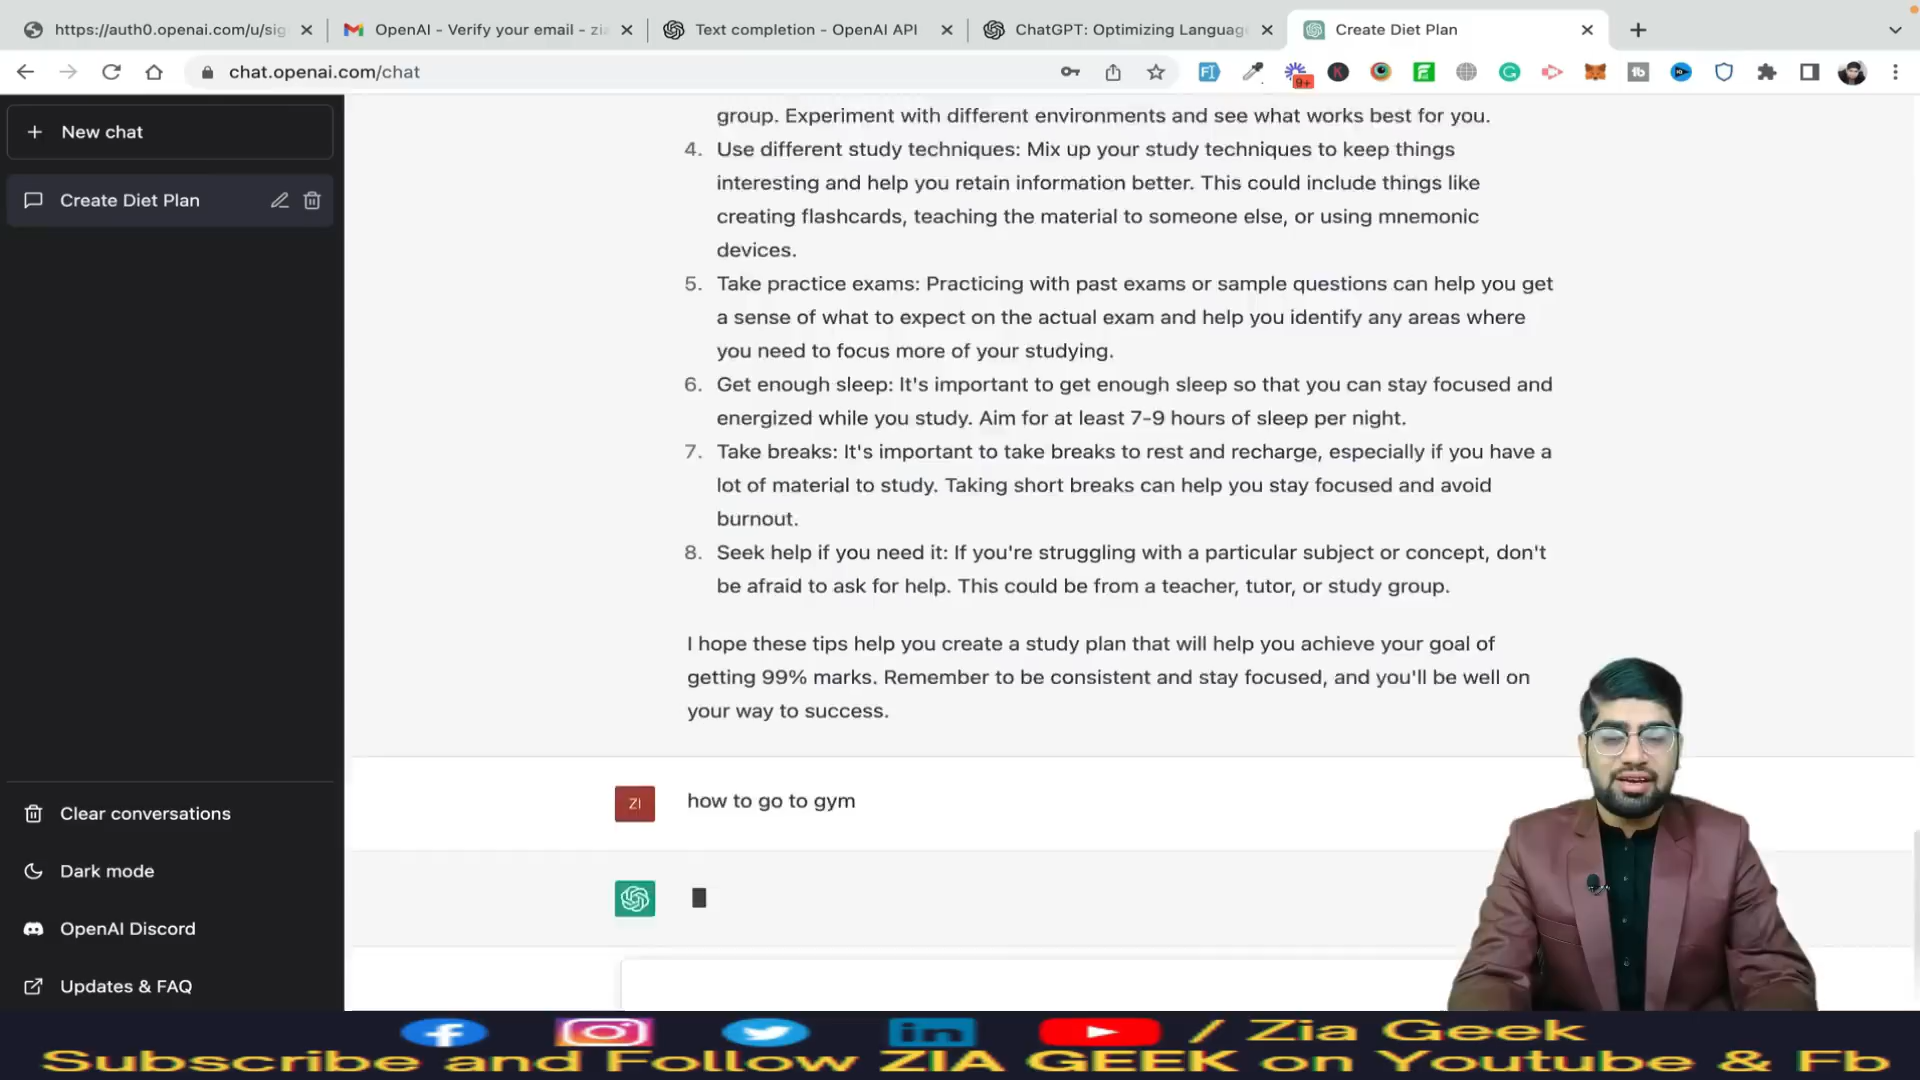 https://auth0.openai.com/u/sig
OpenAI - Verify your email - zia
Text completion - OpenAI API
ChatGPT: Optimizing Languag
Create Diet Plan
chat.openai.com/chat
9+
New chat
Create Diet Plan
group. Experiment with different environments and see what works best for you.
4. Use different study techniques: Mix up your study techniques to keep things
interesting and help you retain information better. This could include things like
creating flashcards, teaching the material to someone else, or using mnemonic
devices.
5. Take practice exams: Practicing with past exams or sample questions can help you get
a sense of what to expect on the actual exam and help you identify any areas where
you need to focus more of your studying.
6. Get enough sleep: It's important to get enough sleep so that you can stay focused and
energized while you study. Aim for at least 7-9 hours of sleep per night.
7. Take breaks: It's important to take breaks to rest and recharge, especially if you have a
lot of material to study. Taking short breaks can help you stay focused and avoid
burnout.
8. Seek help if you need it: If you're struggling with a particular subject or concept, don't
be afraid to ask for help. This could be from a teacher, tutor, or study group.
I hope these tips help you create a study plan that will help you achieve your goal of
getting 99% marks. Remember to be consistent and stay focused, and you'll be well on
your way to success.
ZI
how to go to gym
Clear conversations
Dark mode
OpenAI Discord
Updates & FAQ
in
/ Zia Geek
Subscribe and Follow ZIA GEEK on Youtube & Fb